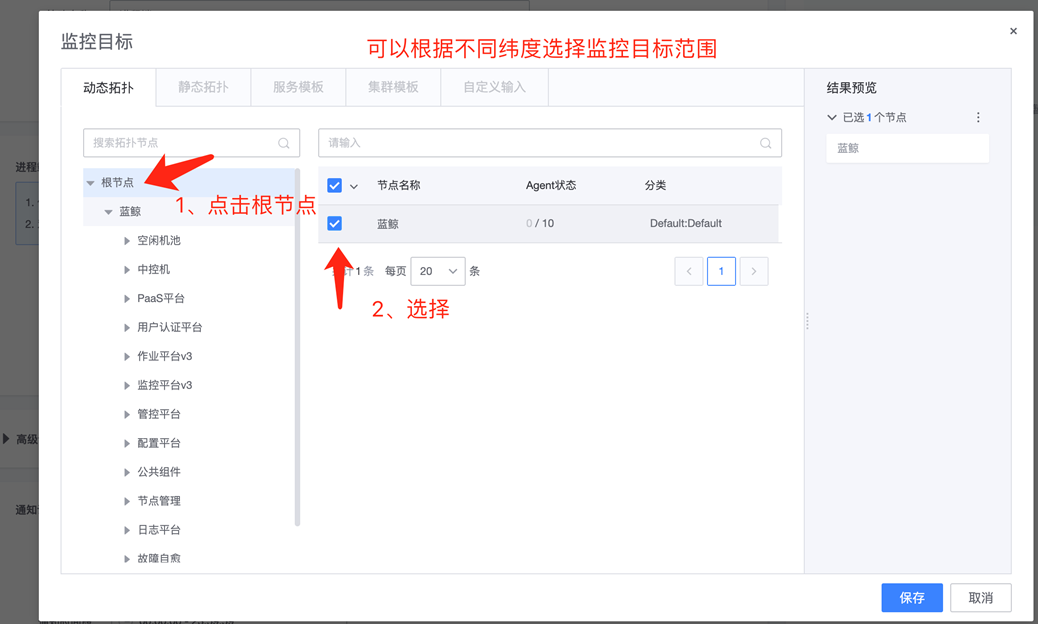 监控目标
可以根据不同纬度选择监控目标范围
动态拓扑
静态拓扑
服务模板
集群模板
自定义输入
搜索拓扑节点
根节点
1、点击根节点
蓝鲸
空闲机池
中控机
PaaS平台
用户认证平台
作业平台v3
监控平台v3
管控平台
配置平台
公共组件
节点管理
日志平台
故障自愈
请输入
节点名称 Agent状态 分类
蓝鲸 0 / 10 Default:Default
计 1 条 每页 20 条
1
2、选择
结果预览
已选1个节点
蓝鲸
保存
取消
进程
1.
2.
高级
通知